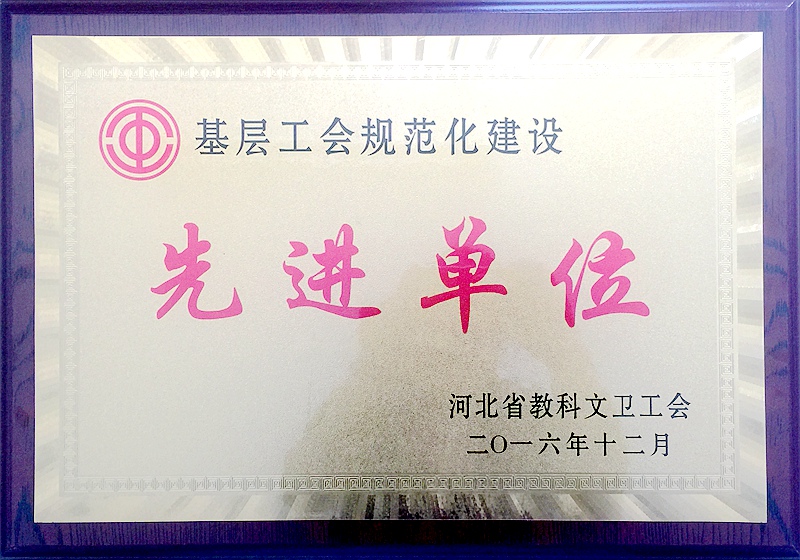 基层工会规范化建设
先进单位
河北省教科文卫工会
二〇一六年十二月